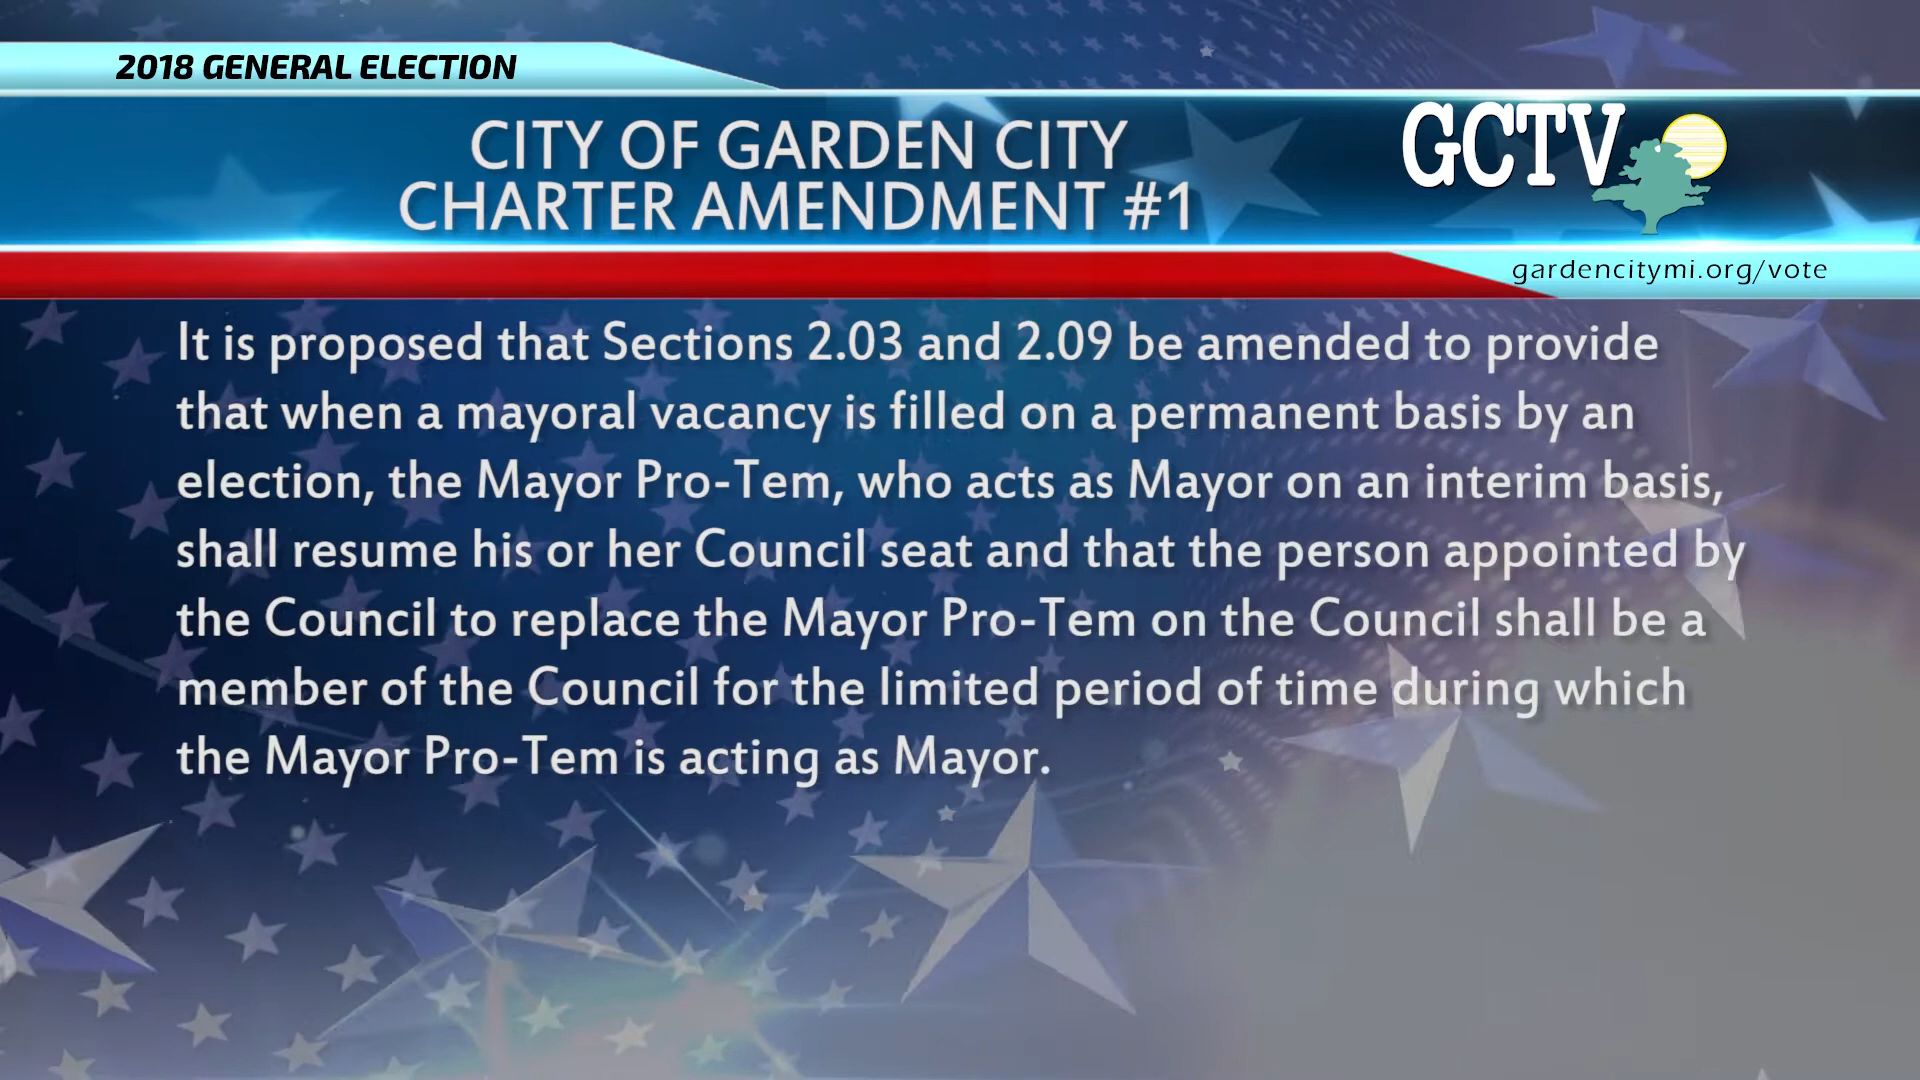 2018 GENERAL ELECTION
CITY OF GARDEN CITY
CHARTER AMENDMENT #1
GCTV
gardencitymi.org/vote
It is proposed that Sections 2.03 and 2.09 be amended to provide
that when a mayoral vacancy is filled on a permanent basis by an
election, the Mayor Pro-Tem, who acts as Mayor on an interim basis,
shall resume his or her Council seat and that the person appointed by
the Council to replace the Mayor Pro-Tem on the Council shall be a
member of the Council for the limited period of time during which
the Mayor Pro-Tem is acting as Mayor.